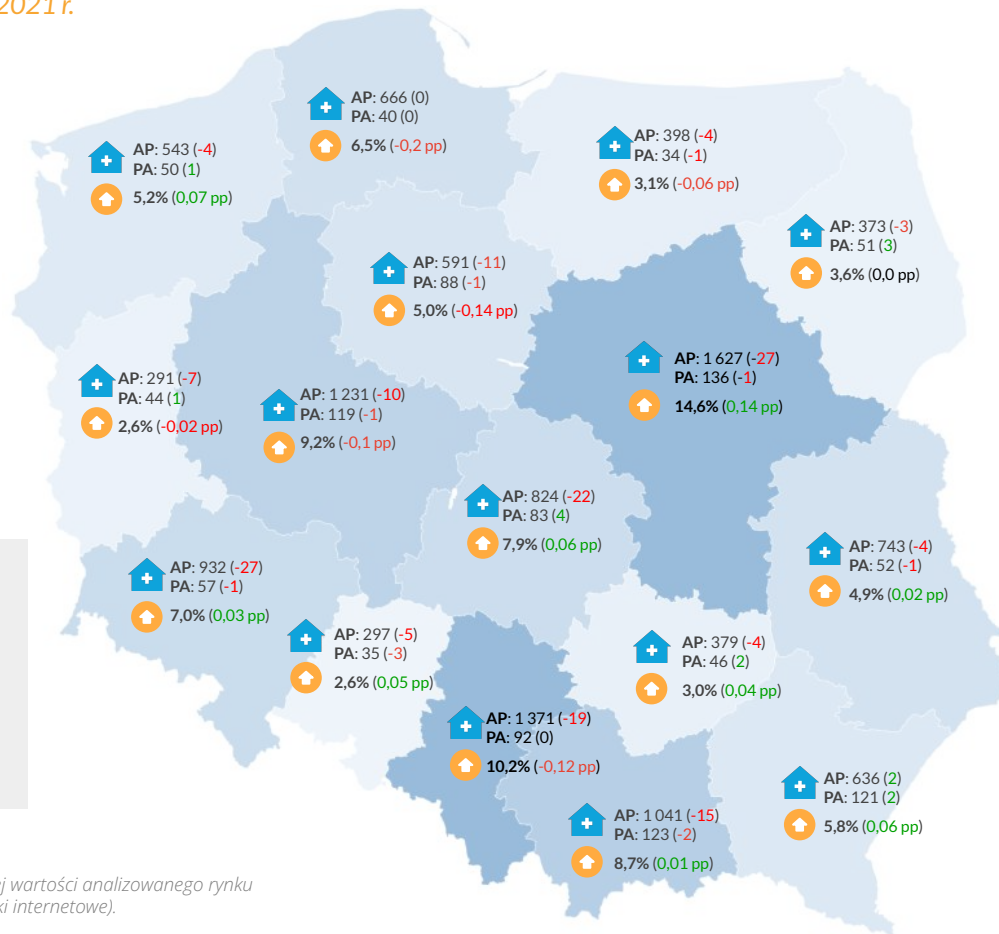 2021 r.
AP: 666 (0)
PA: 40 (0)
6,5% (-0,2 pp)
AP: 543 (-4)
PA: 50 (1)
5,2% (0,07 pp)
AP: 398 (-4)
PA: 34 (-1)
3,1% (-0,06 pp)
AP: 373 (-3)
PA: 51 (3)
3,6% (0,0 pp)
AP: 591 (-11)
PA: 88 (-1)
5,0% (-0,14 pp)
AP: 1 627 (-27)
PA: 136 (-1)
14,6% (0,14 pp)
AP: 291 (-7)
PA: 44 (1)
2,6% (-0,02 pp)
AP: 1 231 (-10)
PA: 119 (-1)
9,2% (-0,1 pp)
AP: 824 (-22)
PA: 83 (4)
7,9% (0,06 pp)
AP: 743 (-4)
PA: 52 (-1)
4,9% (0,02 pp)
AP: 932 (-27)
PA: 57 (-1)
7,0% (0,03 pp)
AP: 297 (-5)
PA: 35 (-3)
2,6% (0,05 pp)
AP: 379 (-4)
PA: 46 (2)
3,0% (0,04 pp)
AP: 1 371 (-19)
PA: 92 (0)
10,2% (-0,12 pp)
AP: 636 (2)
PA: 121 (2)
5,8% (0,06 pp)
AP: 1 041 (-15)
PA: 123 (-2)
8,7% (0,01 pp)
j wartości analizowanego rynku
ki internetowe).